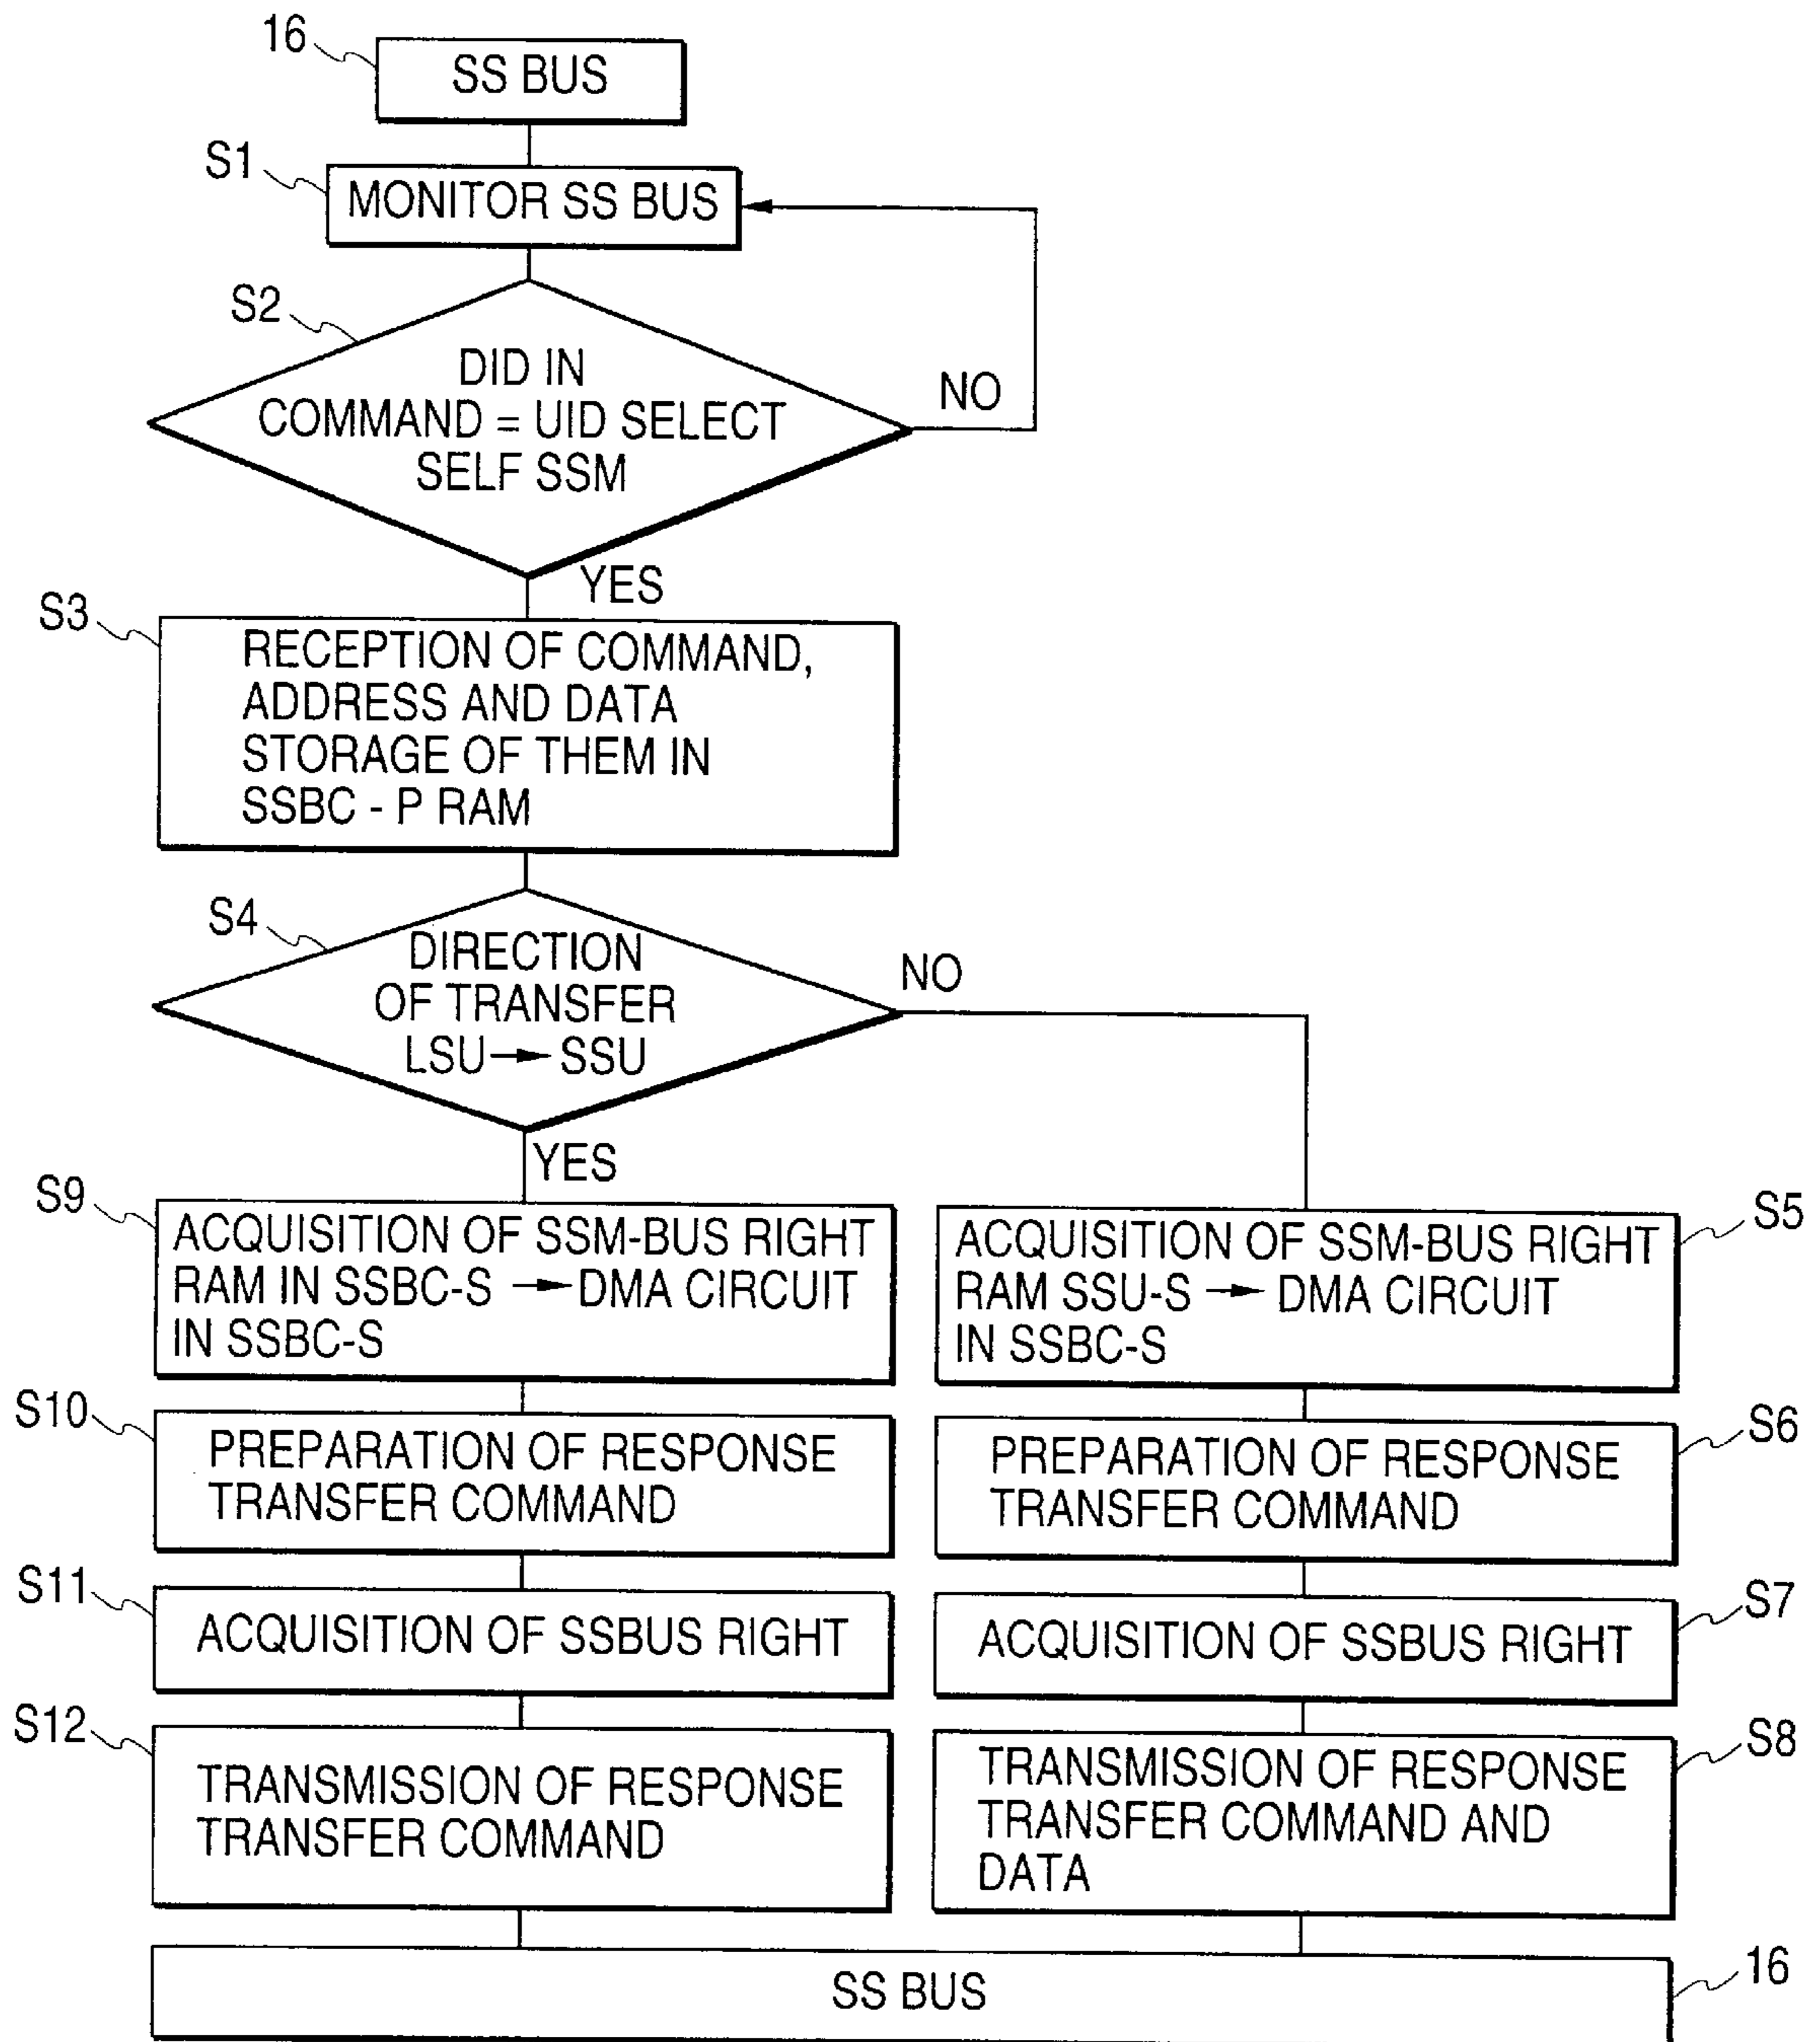 16
SS BUS
S1
MONITOR SS BUS
S2
DID IN
COMMAND = UID SELECT
SELF SSM
NO
YES
S3
RECEPTION OF COMMAND,
ADDRESS AND DATA
STORAGE OF THEM IN
SSBC - P RAM
S4
DIRECTION
OF TRANSFER
LSU → SSU
NO
YES
S9
ACQUISITION OF SSM-BUS RIGHT
RAM IN SSBC-S → DMA CIRCUIT
IN SSBC-S
S5
ACQUISITION OF SSM-BUS RIGHT
RAM SSU-S → DMA CIRCUIT
IN SSBC-S
S10
PREPARATION OF RESPONSE
TRANSFER COMMAND
S6
PREPARATION OF RESPONSE
TRANSFER COMMAND
S11
ACQUISITION OF SSBUS RIGHT
S7
ACQUISITION OF SSBUS RIGHT
S12
TRANSMISSION OF RESPONSE
TRANSFER COMMAND
S8
TRANSMISSION OF RESPONSE
TRANSFER COMMAND AND
DATA
SS BUS
16